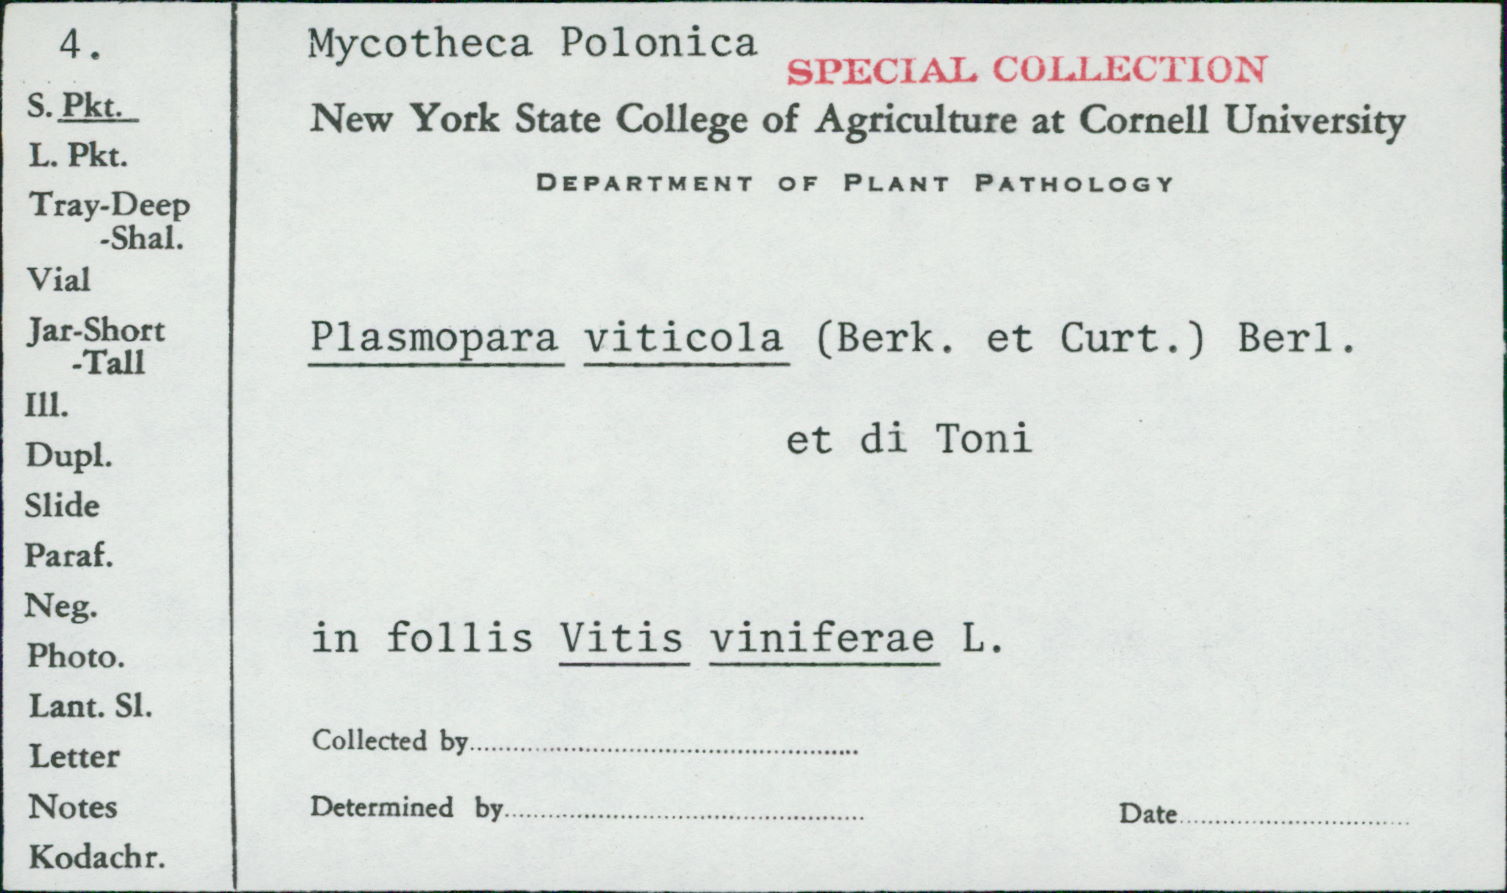 4.
S. Pkt.
L. Pkt.
Tray-Deep
-Shal.
Vial
Jar-Short
-Tall
Ill.
Dupl.
Slide
Paraf.
Neg.
Photo.
Lant. Sl.
Letter
Notes
Kodachr.
Mycotheca Polonica
SPECIAL COLLECTION
New York State College of Agriculture at Cornell University
DEPARTMENT OF PLANT PATHOLOGY
Plasmopara viticola (Berk. et Curt.) Berl.
et di Toni
in follis Vitis viniferae L.
Collected by
Determined by
Date